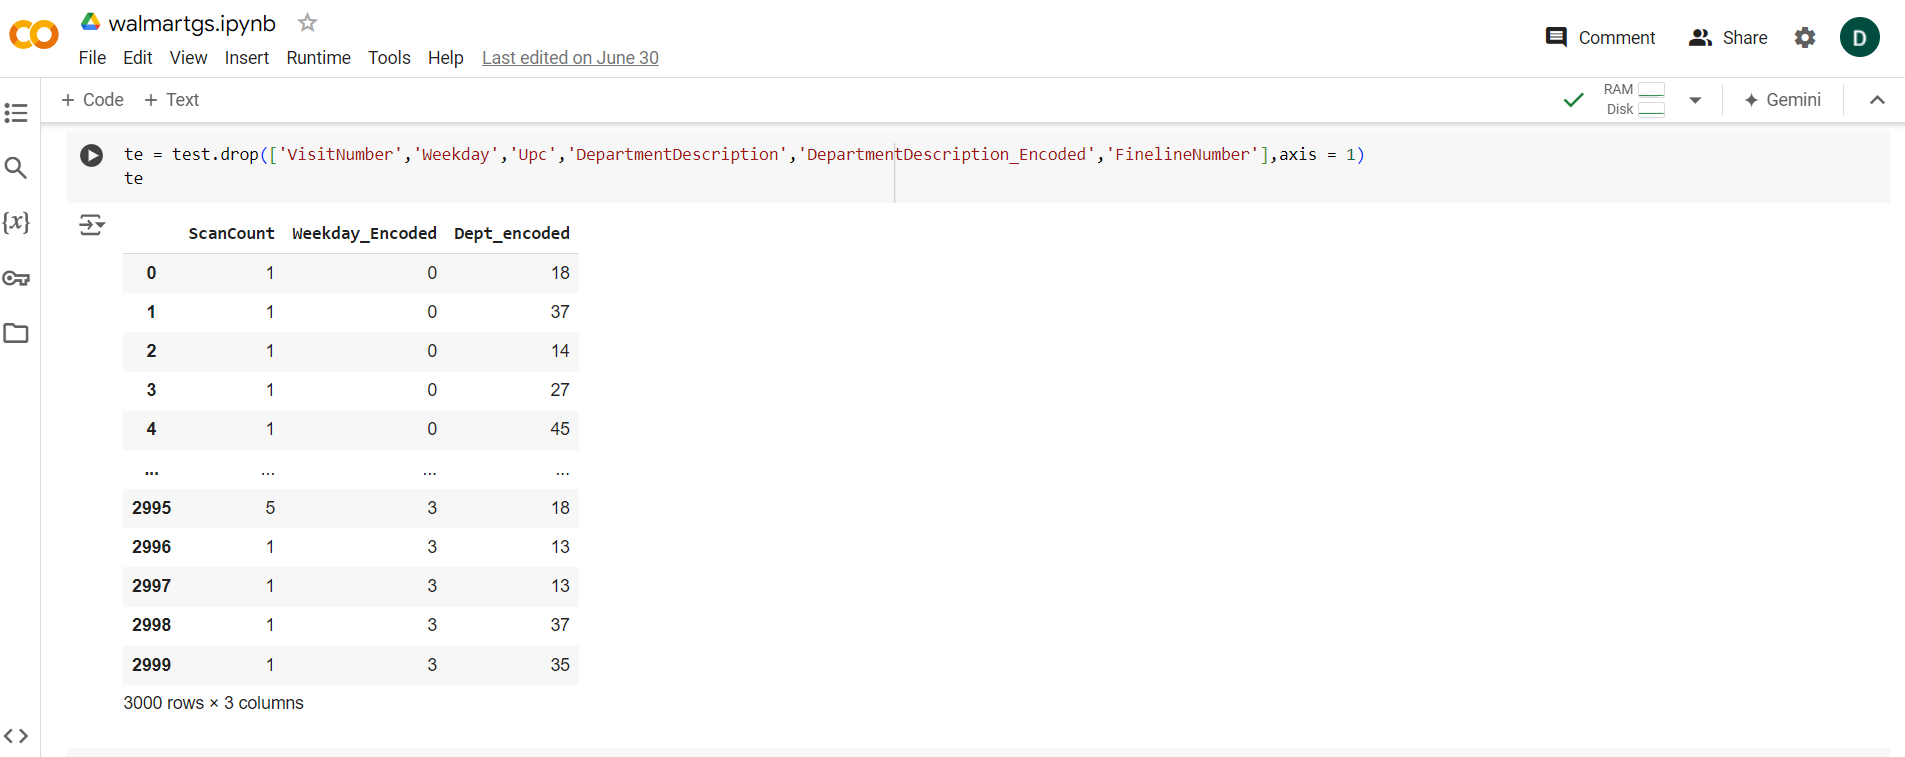 walmartgs.ipynb
File Edit View Insert Runtime Tools Help Last edited on June 30
Comment Share D
+ Code + Text
RAM
Disk
Gemini
te = test.drop(['VisitNumber','Weekday','Upc','DepartmentDescription','DepartmentDescription_Encoded','FinelineNumber'],axis = 1)
te
{x}
ScanCount Weekday_Encoded Dept_encoded
0 1 0 18
1 1 0 37
2 1 0 14
3 1 0 27
4 1 0 45
... ... ... ...
2995 5 3 18
2996 1 3 13
2997 1 3 13
2998 1 3 37
2999 1 3 35
3000 rows × 3 columns